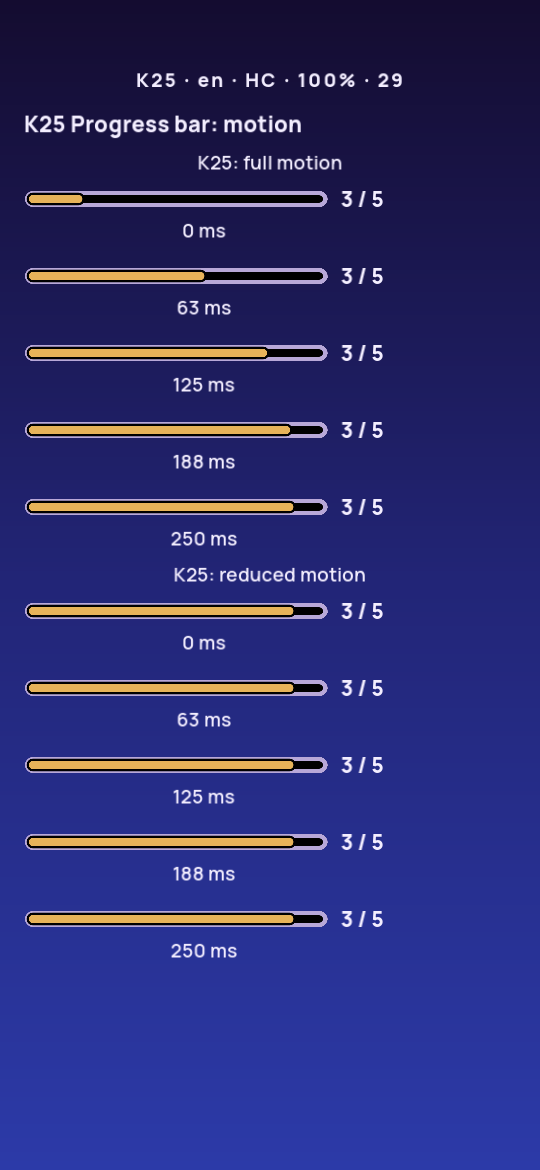 K25 · en · HC · 100% · 29
K25 Progress bar: motion
K25: full motion
3 / 5
0 ms
3 / 5
63 ms
3 / 5
125 ms
3 / 5
188 ms
3 / 5
250 ms
K25: reduced motion
3 / 5
0 ms
3 / 5
63 ms
3 / 5
125 ms
3 / 5
188 ms
3 / 5
250 ms